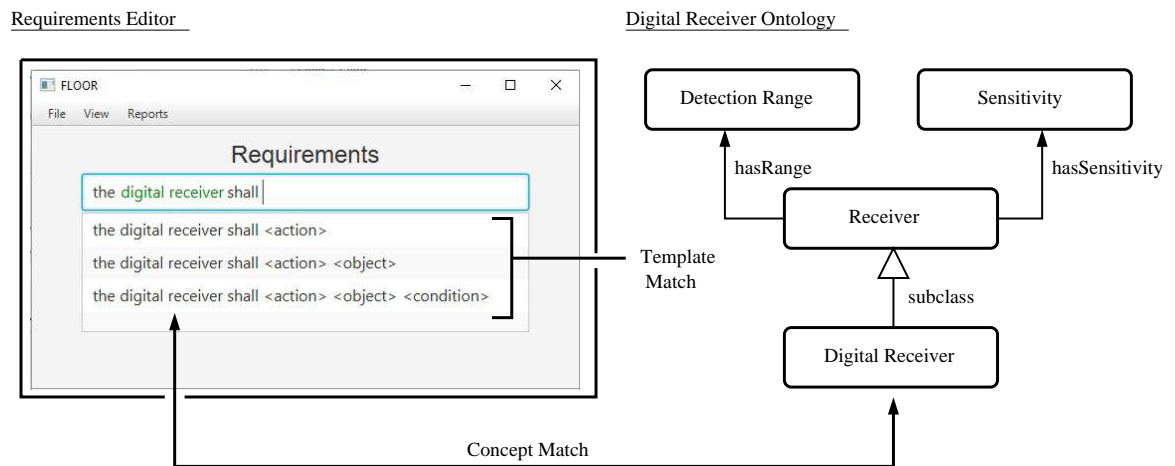 Requirements Editor
Digital Receiver Ontology
FLOOR
File View Reports
Requirements
the digital receiver shall
the digital receiver shall <action>
the digital receiver shall <action> <object>
the digital receiver shall <action> <object> <condition>
Template
Match
Detection Range
Sensitivity
hasRange
hasSensitivity
Receiver
subclass
Digital Receiver
Concept Match